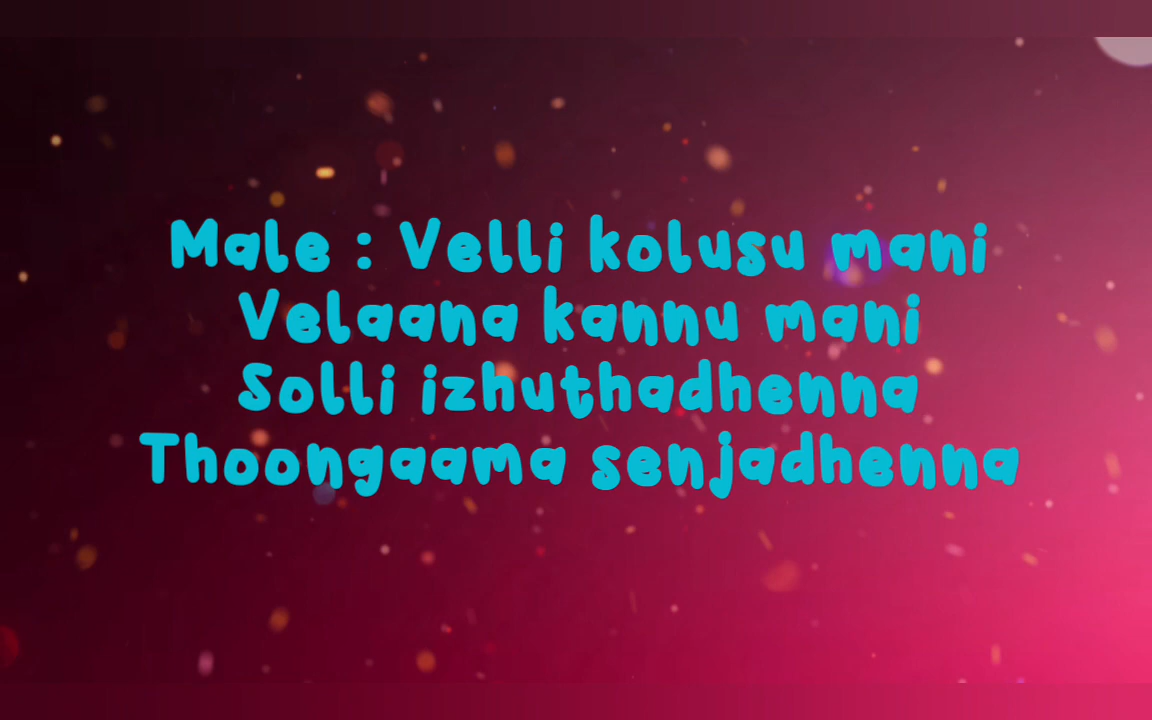 Male : Velli kolusu mani
Velaana kannu mani
Solli izhuthadhenna
Thoongaama senjadhenna